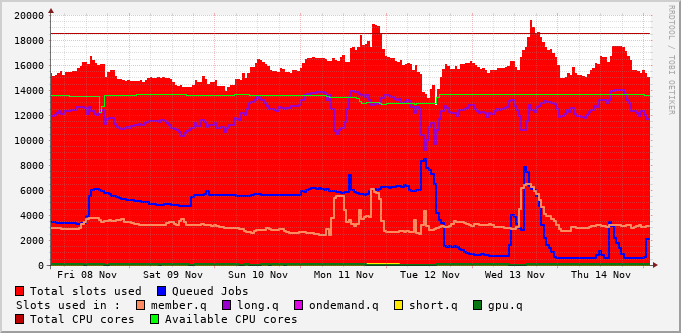 20000
18000
16000
14000
12000
10000
8000
6000
4000
2000
0
Fri 08 Nov Sat 09 Nov Sun 10 Nov Mon 11 Nov Tue 12 Nov Wed 13 Nov Thu 14 Nov
Total slots used Queued Jobs
Slots used in : member.q long.q ondemand.q short.q gpu.q
Total CPU cores Available CPU cores
RRDTOOL / TOBI OETIKER